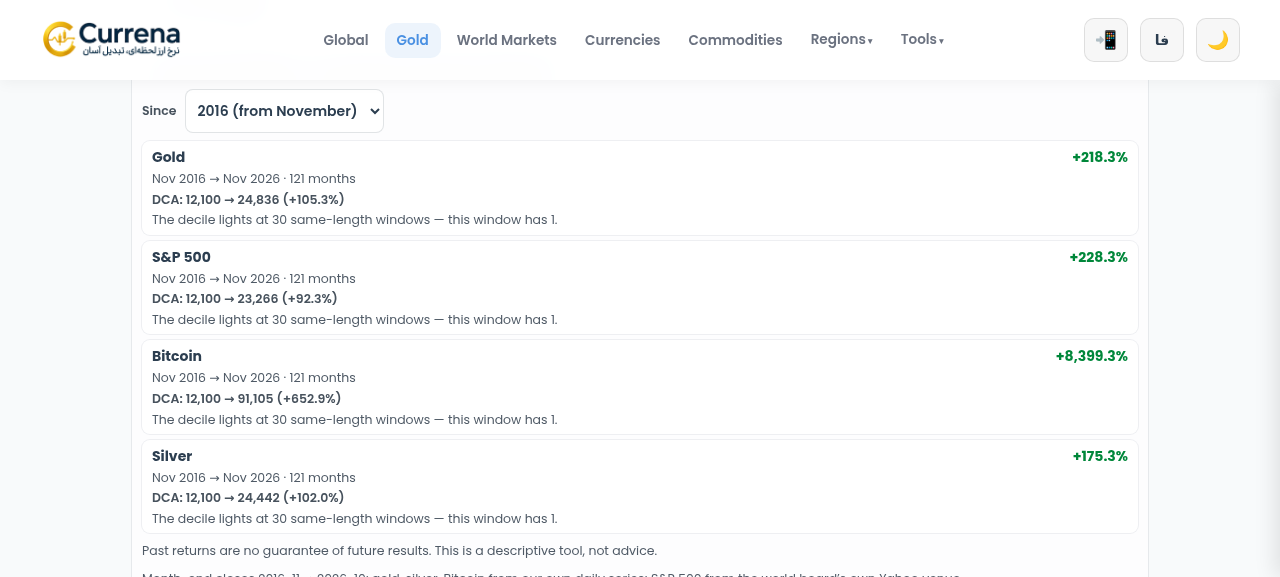 Currena
نرخ ارز لحظه‌ای، تبدیل آسان
Global
Gold
World Markets
Currencies
Commodities
Regions▾
Tools▾
فا
Since
2016 (from November)
Gold
+218.3%
Nov 2016 → Nov 2026 · 121 months
DCA: 12,100 → 24,836 (+105.3%)
The decile lights at 30 same-length windows — this window has 1.
S&P 500
+228.3%
Nov 2016 → Nov 2026 · 121 months
DCA: 12,100 → 23,266 (+92.3%)
The decile lights at 30 same-length windows — this window has 1.
Bitcoin
+8,399.3%
Nov 2016 → Nov 2026 · 121 months
DCA: 12,100 → 91,105 (+652.9%)
The decile lights at 30 same-length windows — this window has 1.
Silver
+175.3%
Nov 2016 → Nov 2026 · 121 months
DCA: 12,100 → 24,442 (+102.0%)
The decile lights at 30 same-length windows — this window has 1.
Past returns are no guarantee of future results. This is a descriptive tool, not advice.